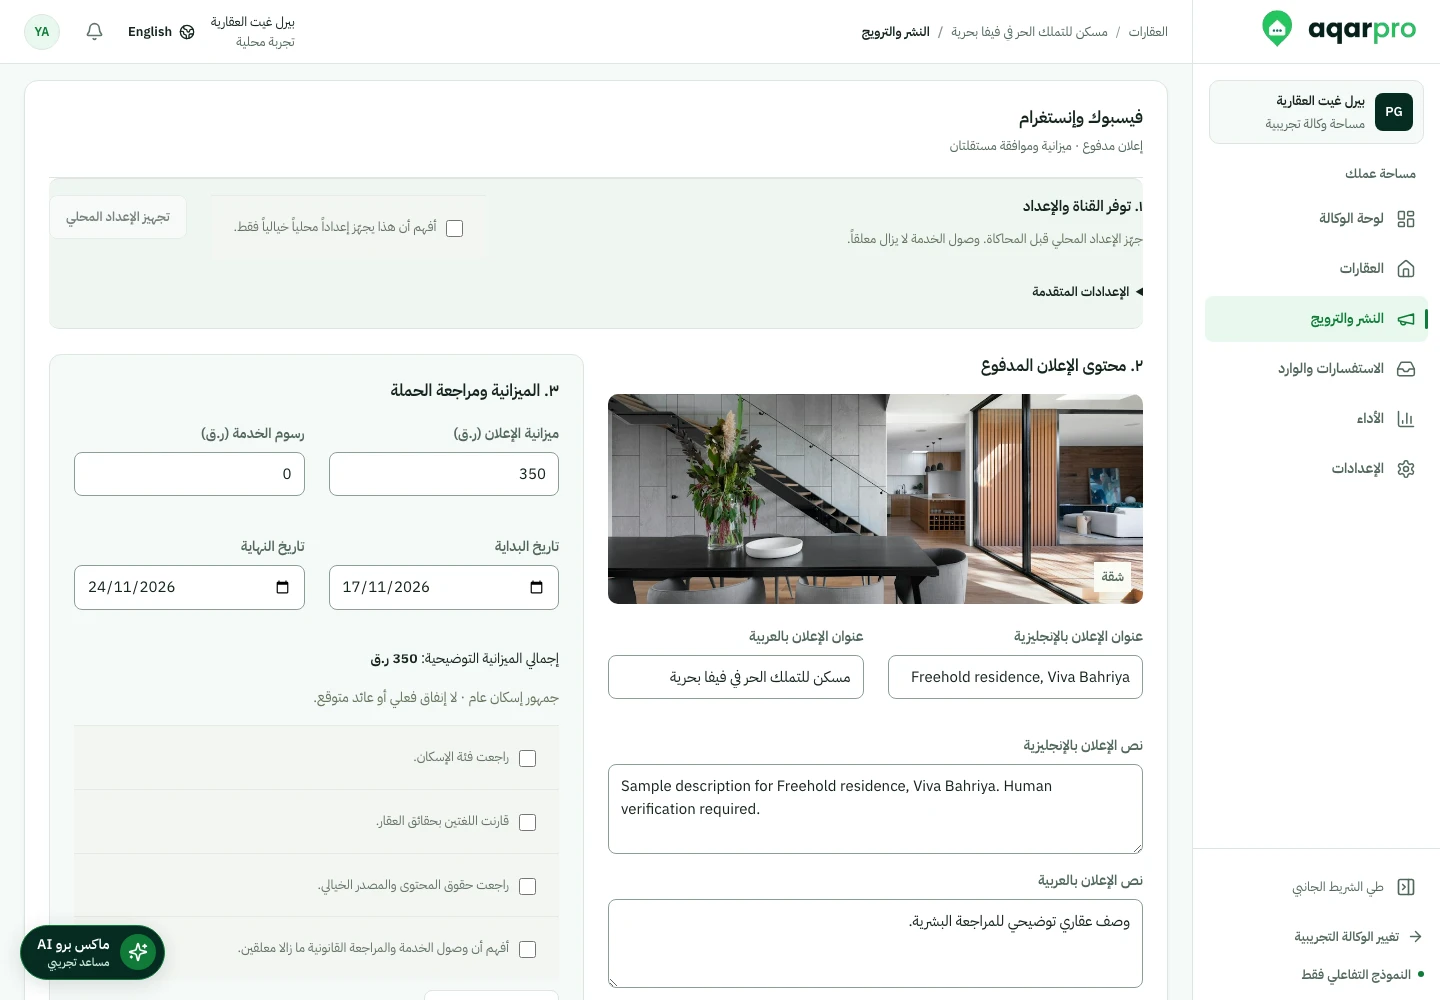 aqarpro
بيرل غيت العقارية
مساحة وكالة تجريبية
PG
مساحة عملك
لوحة الوكالة
العقارات
النشر والترويج
الاستفسارات والوارد
الأداء
الإعدادات
طي الشريط الجانبي
تغيير الوكالة التجريبية
النموذج التفاعلي فقط
العقارات / مسكن للتملك الحر في فيفا بحرية / النشر والترويج
بيرل غيت العقارية
تجربة محلية
English
YA
فيسبوك وإنستغرام
إعلان مدفوع · ميزانية وموافقة مستقلتان
١. توفر القناة والإعداد
جهّز الإعداد المحلي قبل المحاكاة. وصول الخدمة لا يزال معلقاً.
أفهم أن هذا يجهّز إعداداً محلياً خيالياً فقط.
تجهيز الإعداد المحلي
الإعدادات المتقدمة
٢. محتوى الإعلان المدفوع
شقة
عنوان الإعلان بالإنجليزية
Freehold residence, Viva Bahriya
عنوان الإعلان بالعربية
مسكن للتملك الحر في فيفا بحرية
نص الإعلان بالإنجليزية
Sample description for Freehold residence, Viva Bahriya. Human
verification required.
نص الإعلان بالعربية
وصف عقاري توضيحي للمراجعة البشرية.
٣. الميزانية ومراجعة الحملة
ميزانية الإعلان (ر.ق)
350
رسوم الخدمة (ر.ق)
0
تاريخ البداية
17/11/2026
تاريخ النهاية
24/11/2026
إجمالي الميزانية التوضيحية: 350 ر.ق
جمهور إسكان عام · لا إنفاق فعلي أو عائد متوقع.
راجعت فئة الإسكان.
قارنت اللغتين بحقائق العقار.
راجعت حقوق المحتوى والمصدر الخيالي.
أفهم أن وصول الخدمة والمراجعة القانونية ما زالا معلقين.
ماكس برو AI
مساعد تجريبي